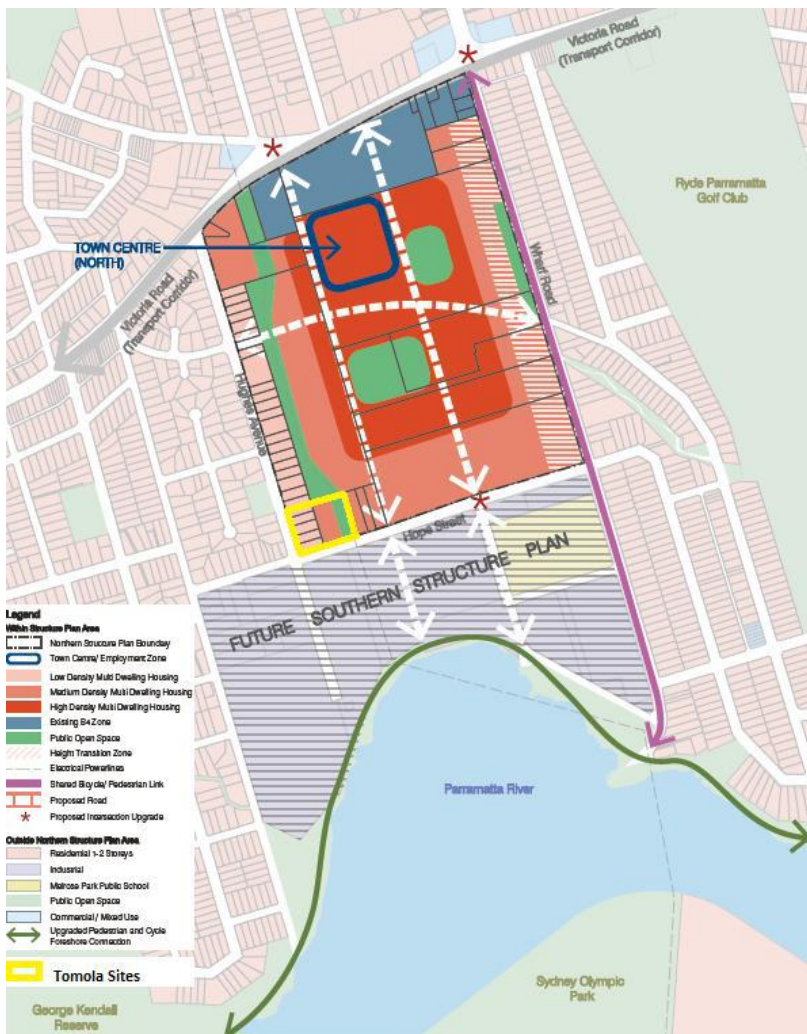 Victoria Road
(Transport Corridor)
Ryde Parramatta
Golf Club
TOWN CENTRE
(NORTH)
Victoria Road
(Transport Corridor)
Wharf Road
Hughes Avenue
Hope Street
FUTURE SOUTHERN STRUCTURE PLAN
Legend
Within Structure Plan Area
Northern Structure Plan Boundary
Town Centre/ Employment Zone
Low Density Multi Dwelling Housing
Medium Density Multi Dwelling Housing
High Density Multi Dwelling Housing
Existing B4 Zone
Public Open Space
Height Transition Zone
Electrical Powerlines
Shared Bicycle/ Pedestrian Link
Proposed Road
Proposed Intersection Upgrade
Outside Northern Structure Plan Area
Residential 1-2 Storeys
Industrial
Melrose Park Public School
Public Open Space
Commercial / Mixed Use
Upgraded Pedestrian and Cycle
Foreshore Connection
Tomola Sites
Parramatta River
Sydney Olympic
Park
George Kendall
Reserve